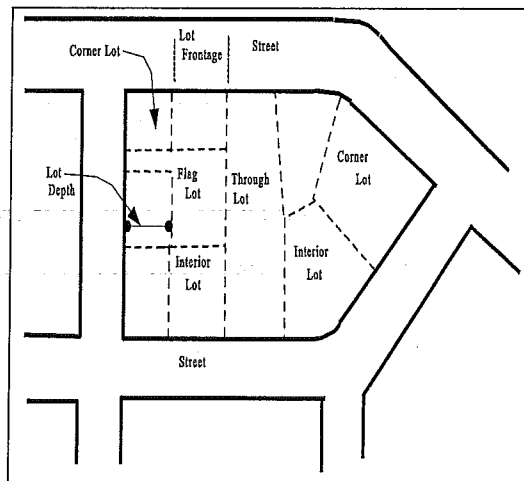 Lot
Frontage
Street
Corner Lot
Corner
Lot
Lot
Depth
Flag
Lot
Through
Lot
Interior
Lot
Interior
Lot
Street